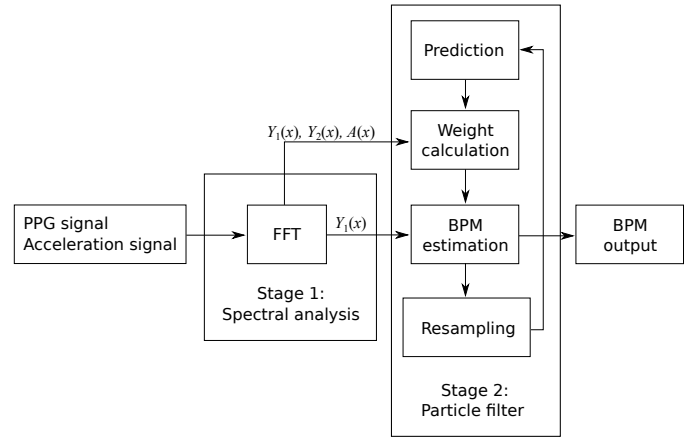 PPG signal
Acceleration signal
FFT
Stage 1:
Spectral analysis
Y₁(x), Y₂(x), A(x)
Y₁(x)
Prediction
Weight
calculation
BPM
estimation
Resampling
Stage 2:
Particle filter
BPM
output